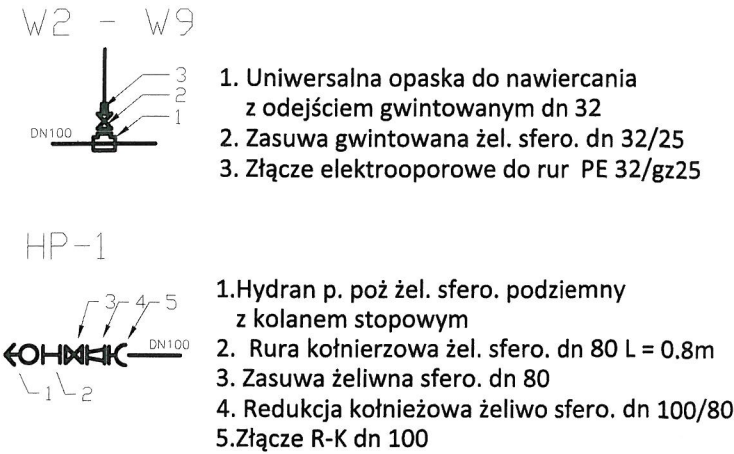 W2 - W9
3
2
1
DN100
1. Uniwersalna opaska do nawiercania
z odejściem gwintowanym dn 32
2. Zasuwa gwintowana żel. sfero. dn 32/25
3. Złącze elektrooporowe do rur PE 32/gz25
HP-1
3 4 5
DN100
1 2
1.Hydran p. poż żel. sfero. podziemny
z kolanem stopowym
2. Rura kołnierzowa żel. sfero. dn 80 L = 0.8m
3. Zasuwa żeliwna sfero. dn 80
4. Redukcja kołnieżowa żeliwo sfero. dn 100/80
5.Złącze R-K dn 100